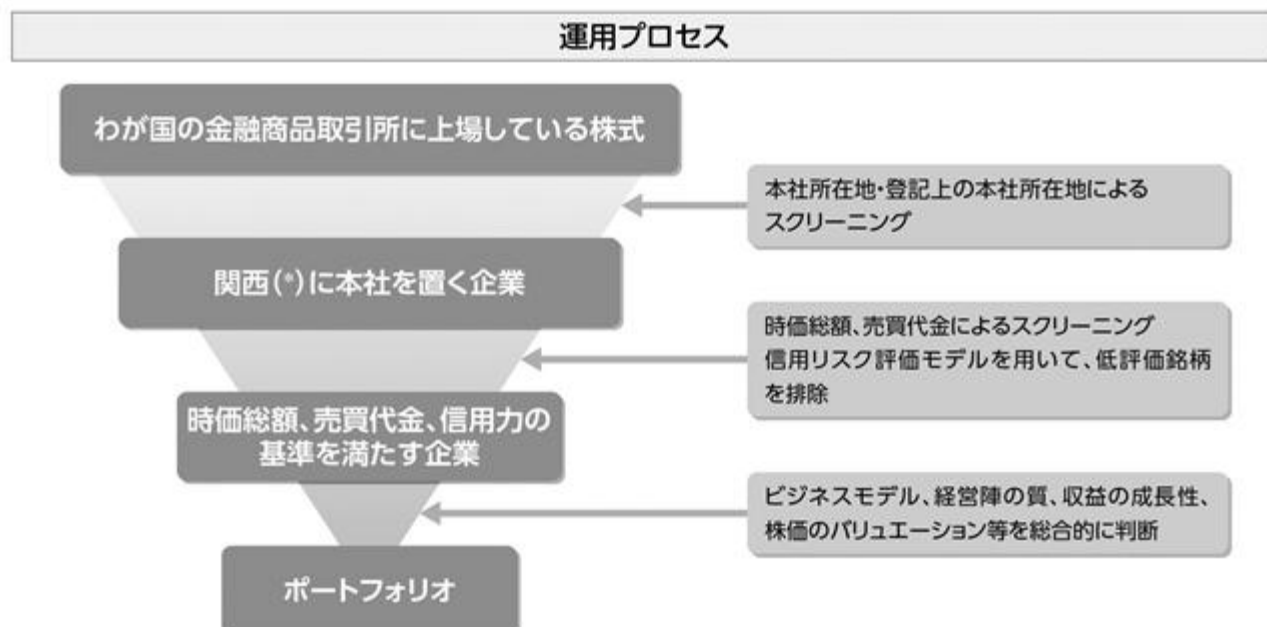 運用プロセス
わが国の金融商品取引所に上場している株式
本社所在地・登記上の本社所在地による
スクリーニング
関西(*)に本社を置く企業
時価総額、売買代金によるスクリーニング
信用リスク評価モデルを用いて、低評価銘柄
を排除
時価総額、売買代金、信用力の
基準を満たす企業
ビジネスモデル、経営陣の質、収益の成長性、
株価のバリュエーション等を総合的に判断
ポートフォリオ